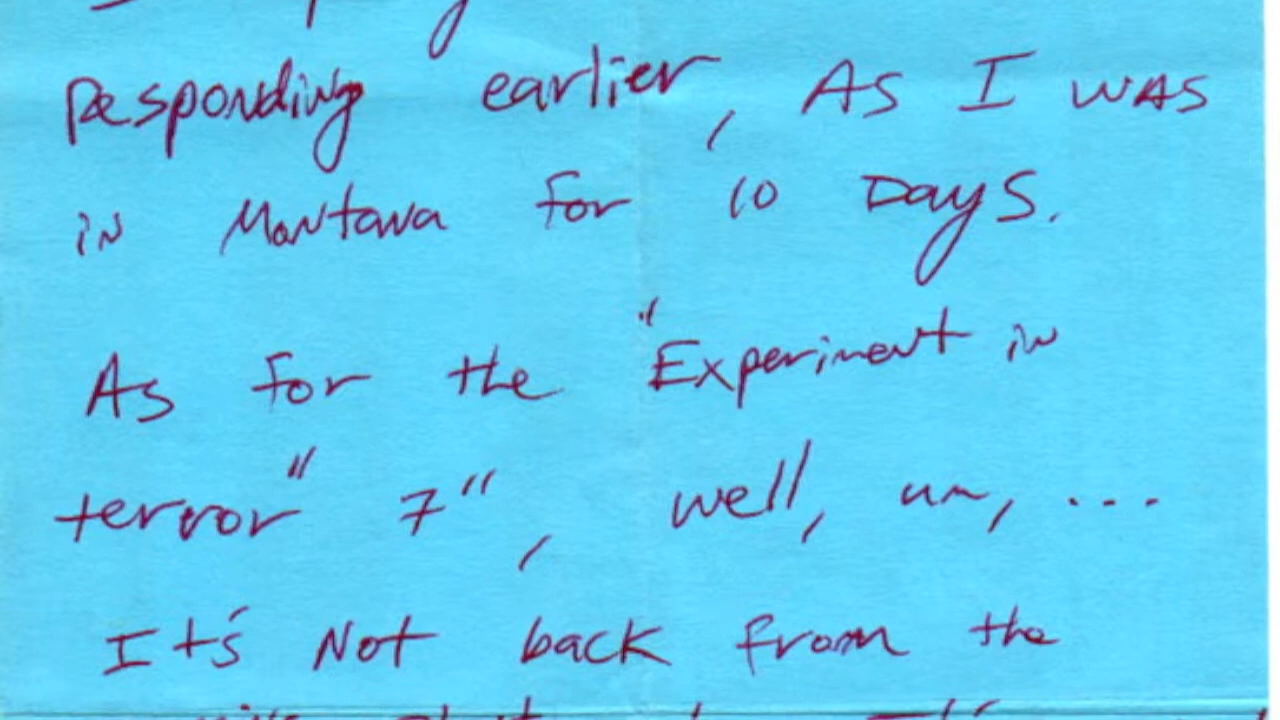 Responding earlier, As I was
in Montana for 10 Days.
As for the "Experiment in
terror" 7", well, um, ...
It's Not back from the